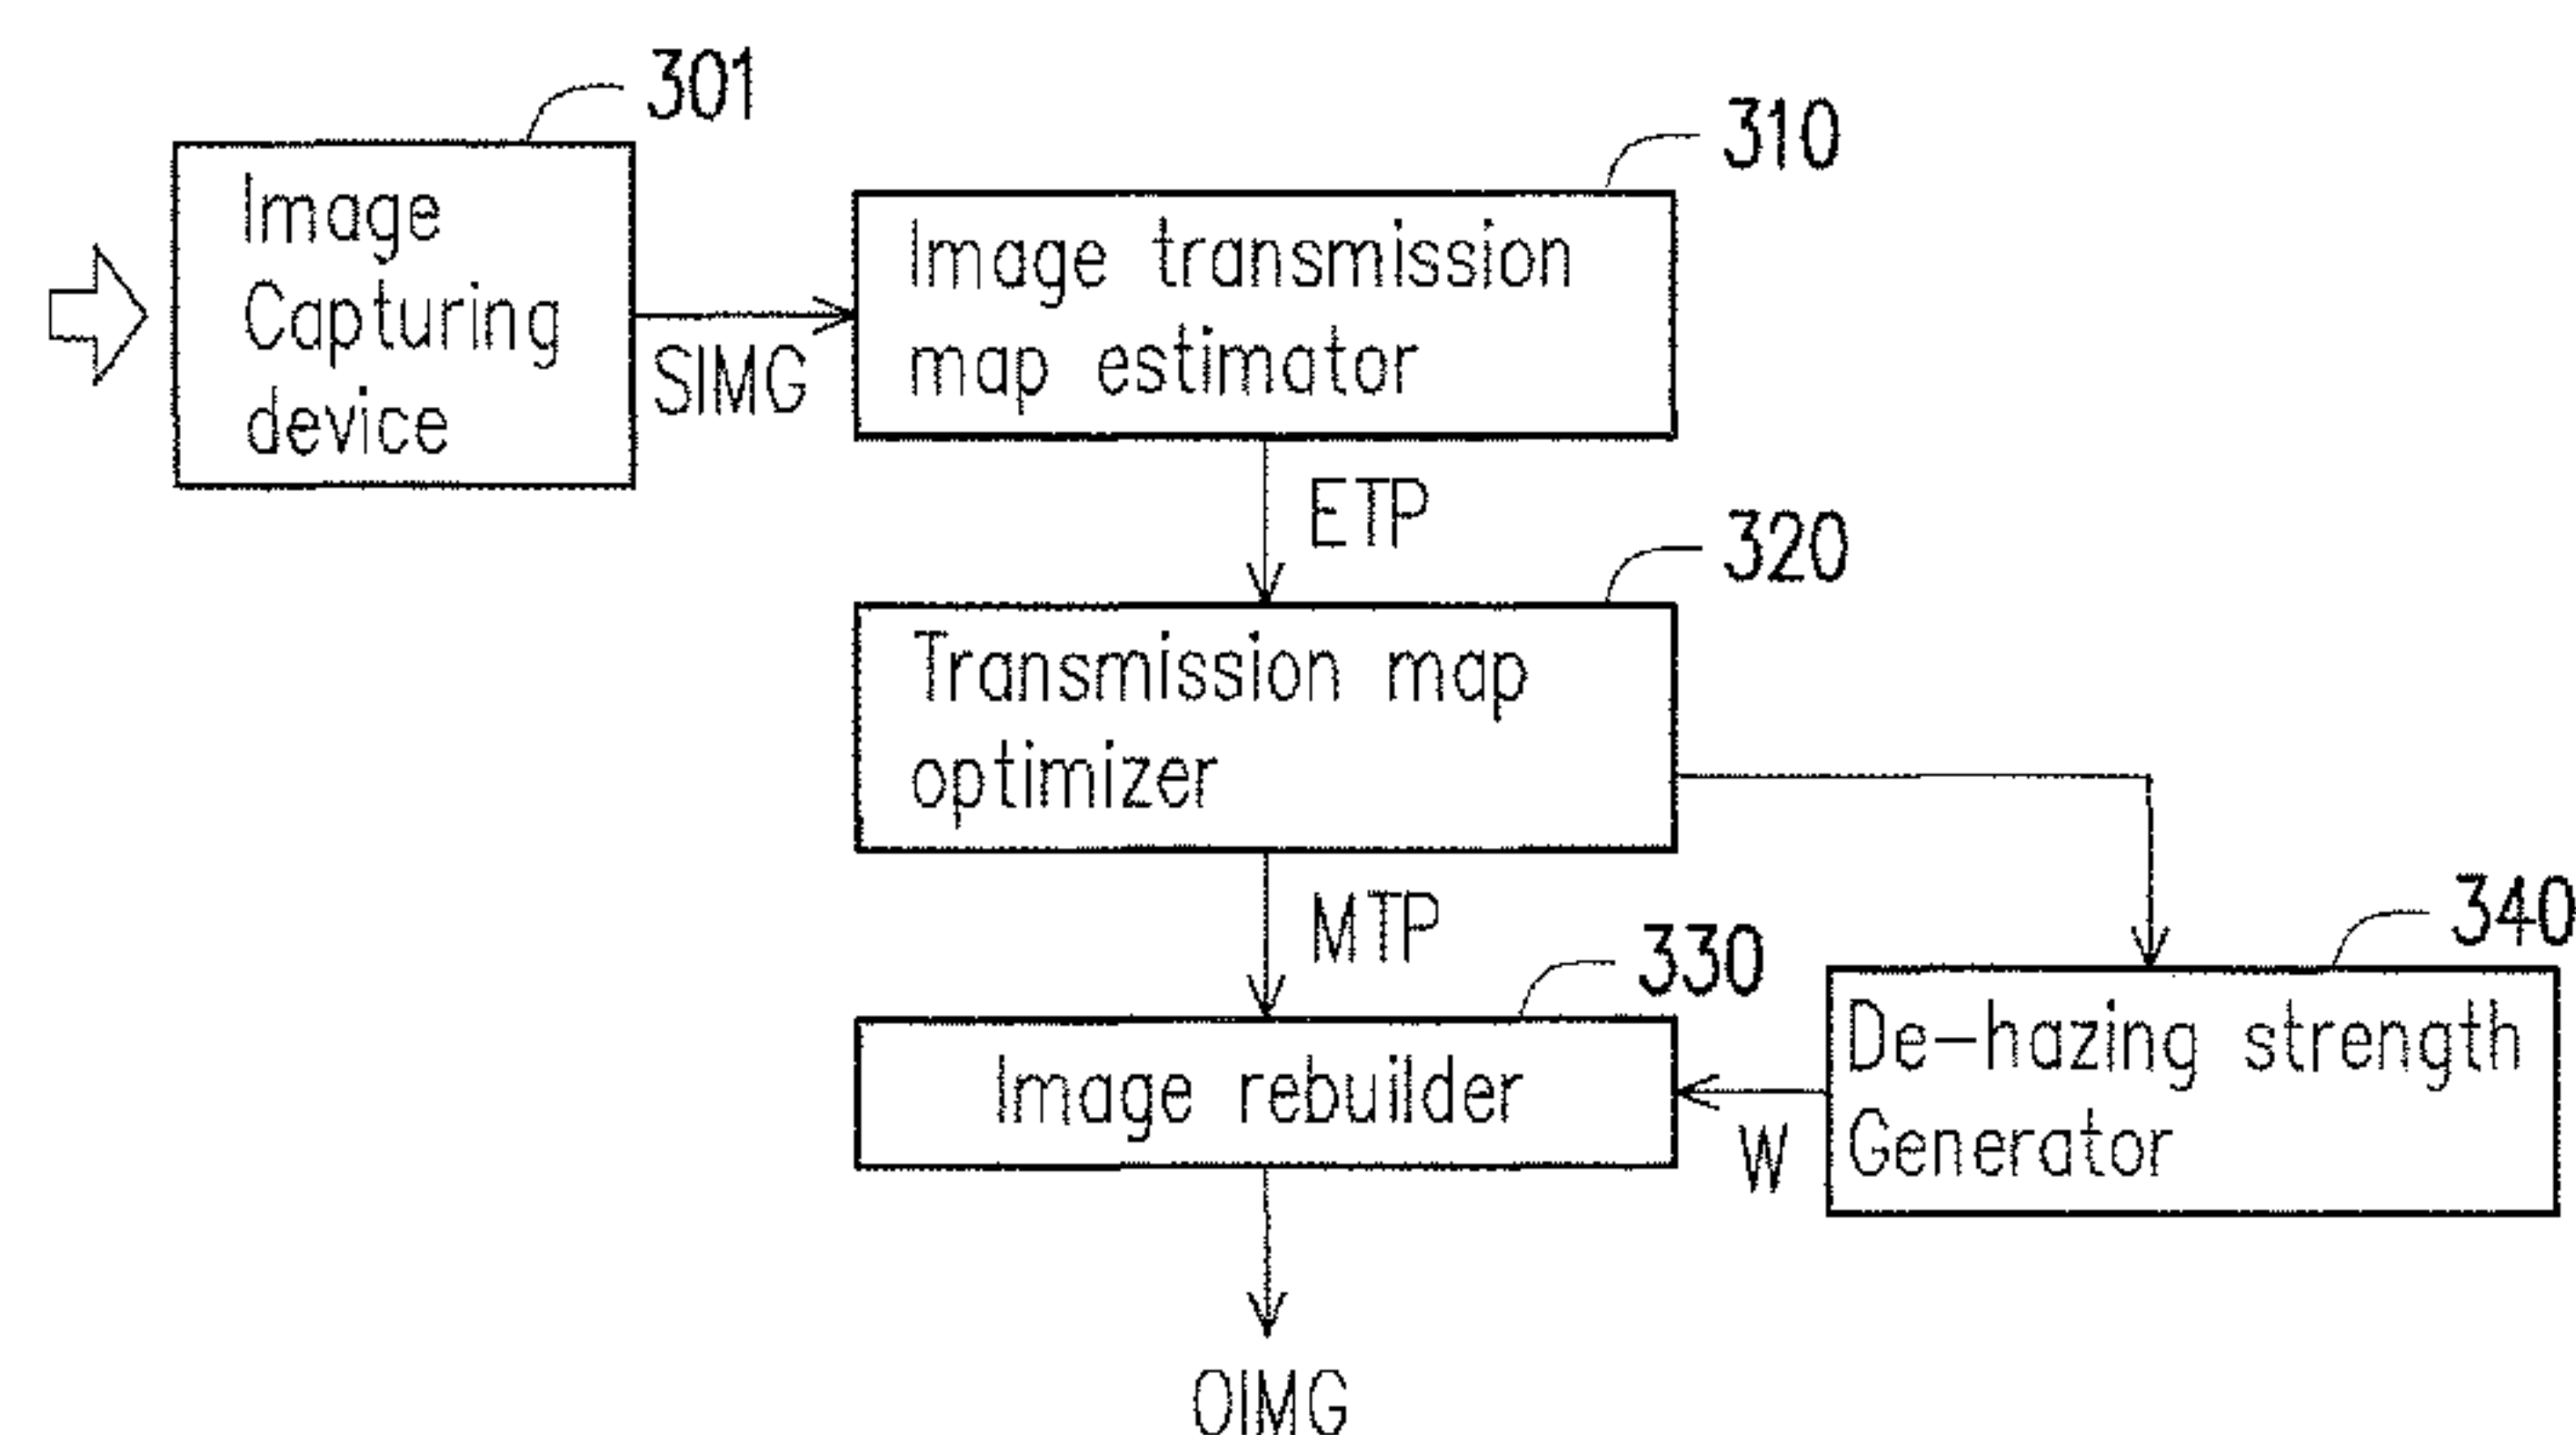 301
Image
Capturing
device
SIMG
310
Image transmission
map estimator
ETP
320
Transmission map
optimizer
MTP
330
Image rebuilder
340
De-hazing strength
Generator
W
OIMG